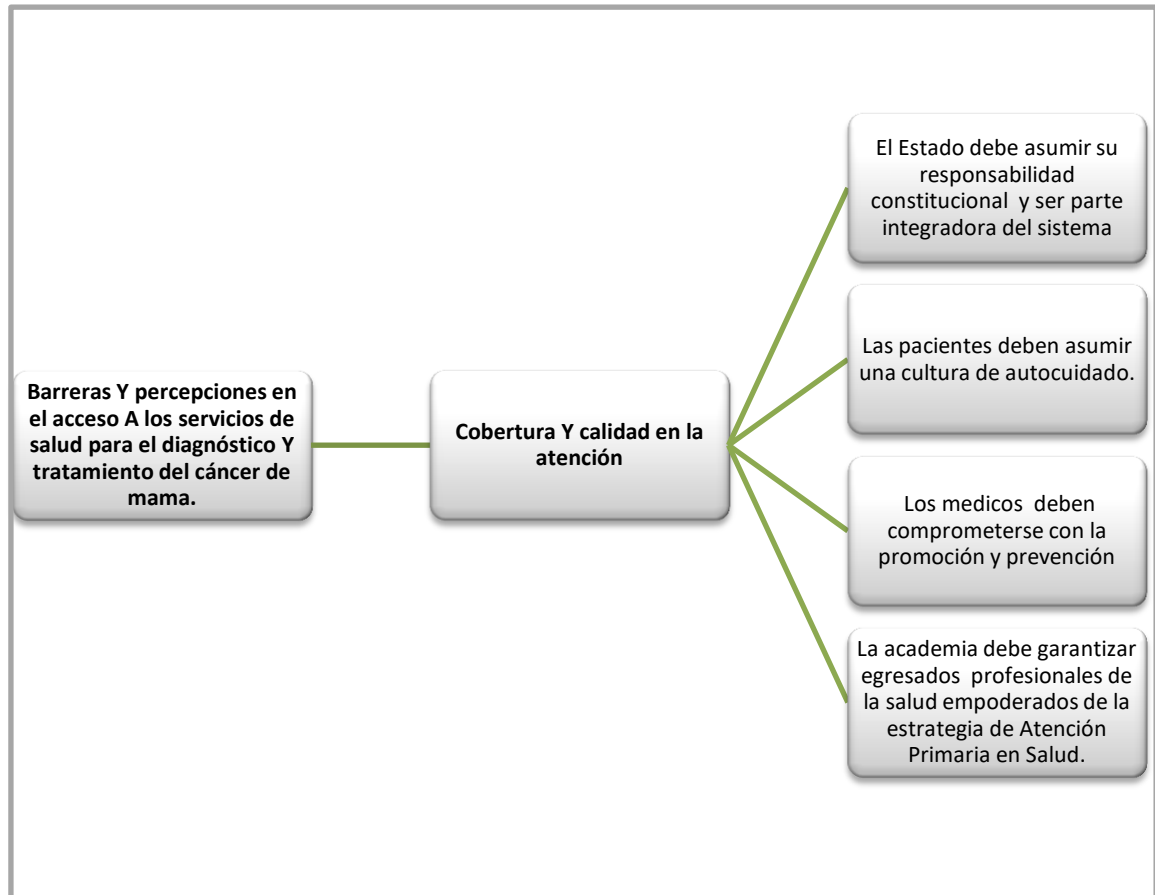 Barreras Y percepciones en
el acceso A los servicios de
salud para el diagnóstico Y
tratamiento del cáncer de
mama.
Cobertura Y calidad en la
atención
El Estado debe asumir su
responsabilidad
constitucional y ser parte
integradora del sistema
Las pacientes deben asumir
una cultura de autocuidado.
Los medicos deben
comprometerse con la
promoción y prevención
La academia debe garantizar
egresados profesionales de
la salud empoderados de la
estrategia de Atención
Primaria en Salud.